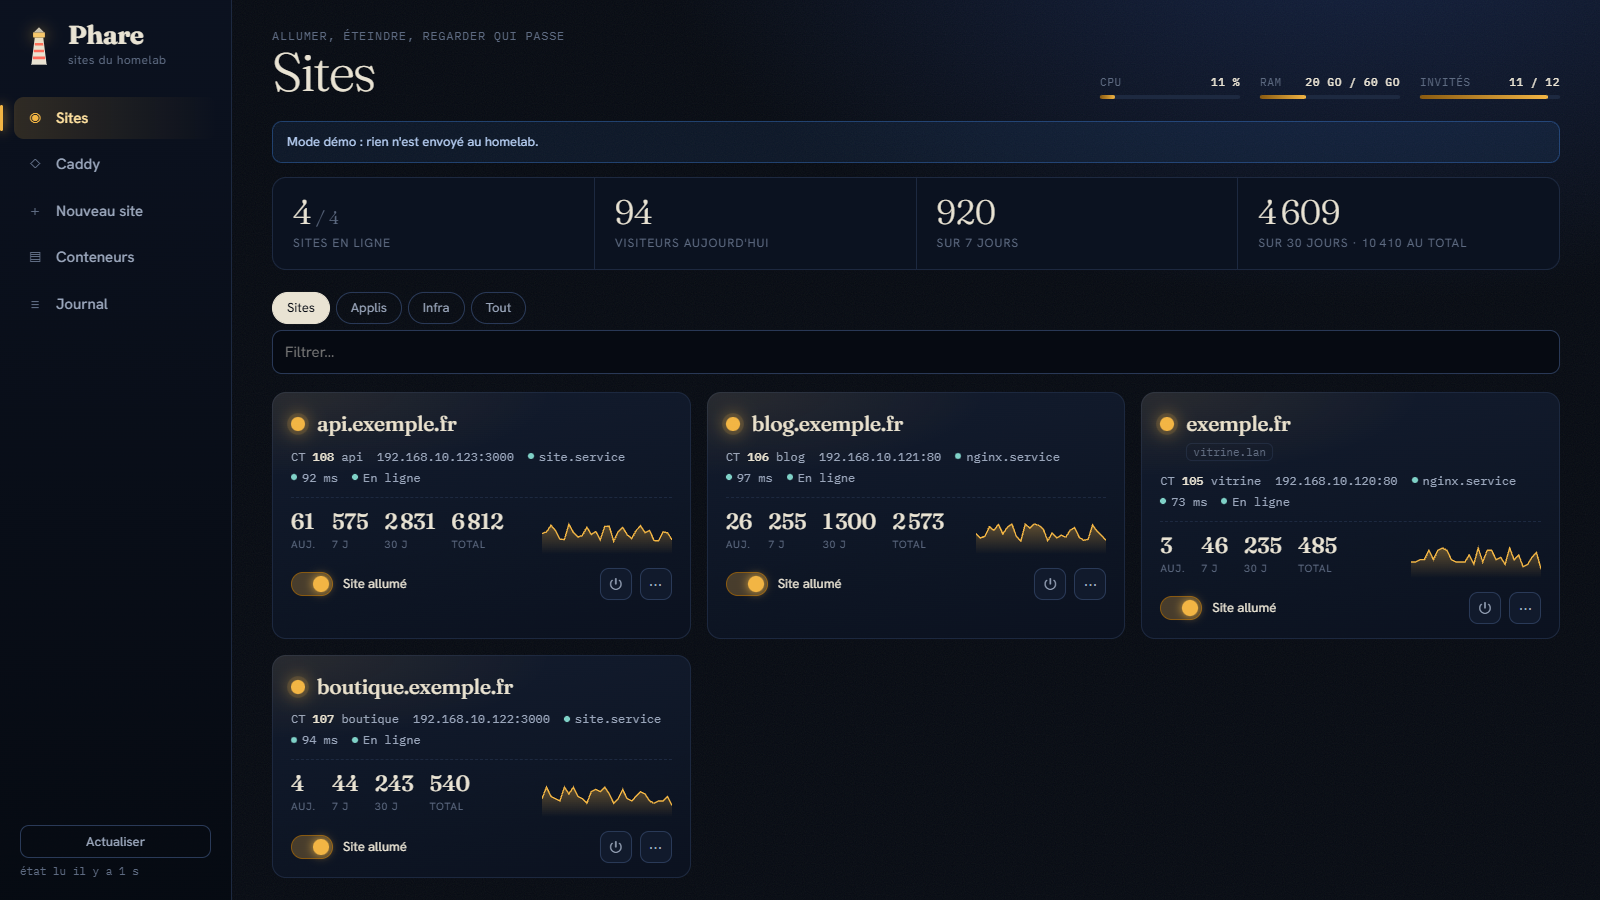 Phare
sites du homelab
Sites
Caddy
Nouveau site
Conteneurs
Journal
Actualiser
état lu il y a 1 s
ALLUMER, ÉTEINDRE, REGARDER QUI PASSE
Sites
CPU 11 %
RAM 20 GO / 60 GO
INVITÉS 11 / 12
Mode démo : rien n'est envoyé au homelab.
4 / 4
SITES EN LIGNE
94
VISITEURS AUJOURD'HUI
920
SUR 7 JOURS
4 609
SUR 30 JOURS · 10 410 AU TOTAL
Sites Applis Infra Tout
Filtrer...
api.exemple.fr
CT 108 api 192.168.10.123:3000 site.service
92 ms En ligne
61 575 2 831 6 812
AUJ. 7 J 30 J TOTAL
Site allumé
blog.exemple.fr
CT 106 blog 192.168.10.121:80 nginx.service
97 ms En ligne
26 255 1 300 2 573
AUJ. 7 J 30 J TOTAL
Site allumé
exemple.fr
vitrine.lan
CT 105 vitrine 192.168.10.120:80 nginx.service
73 ms En ligne
3 46 235 485
AUJ. 7 J 30 J TOTAL
Site allumé
boutique.exemple.fr
CT 107 boutique 192.168.10.122:3000 site.service
94 ms En ligne
4 44 243 540
AUJ. 7 J 30 J TOTAL
Site allumé